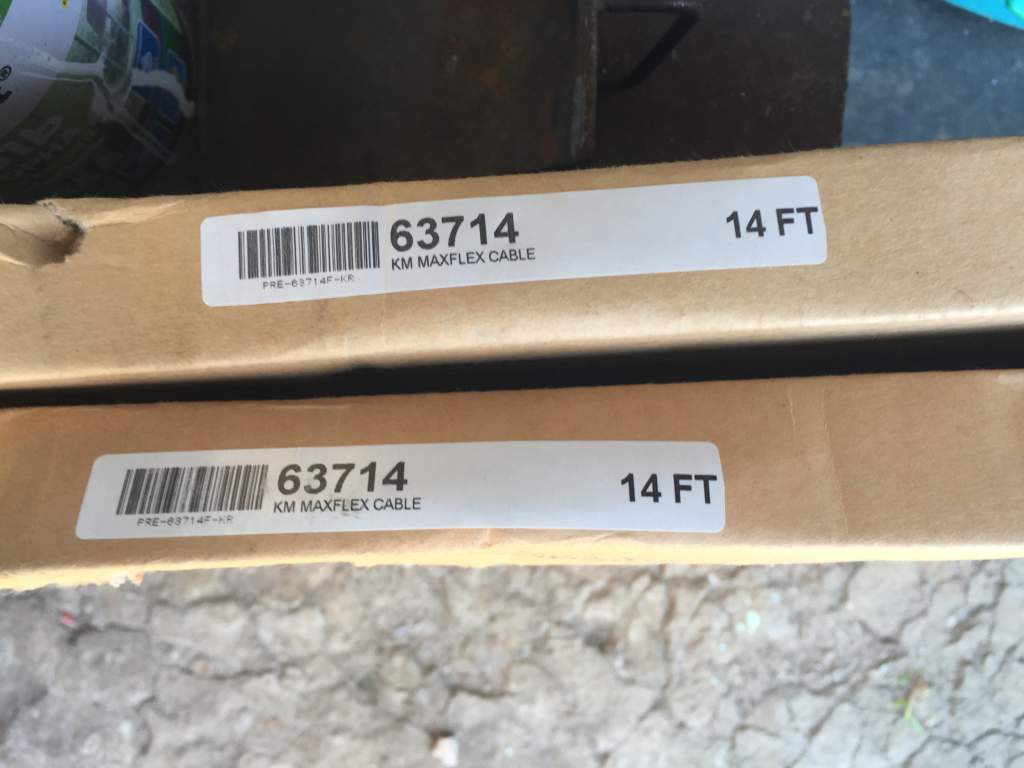 63714
14 FT
KM MAXFLEX CABLE
PRE-63714F-KR
63714
14 FT
KM MAXFLEX CABLE
PRE-63714F-KR